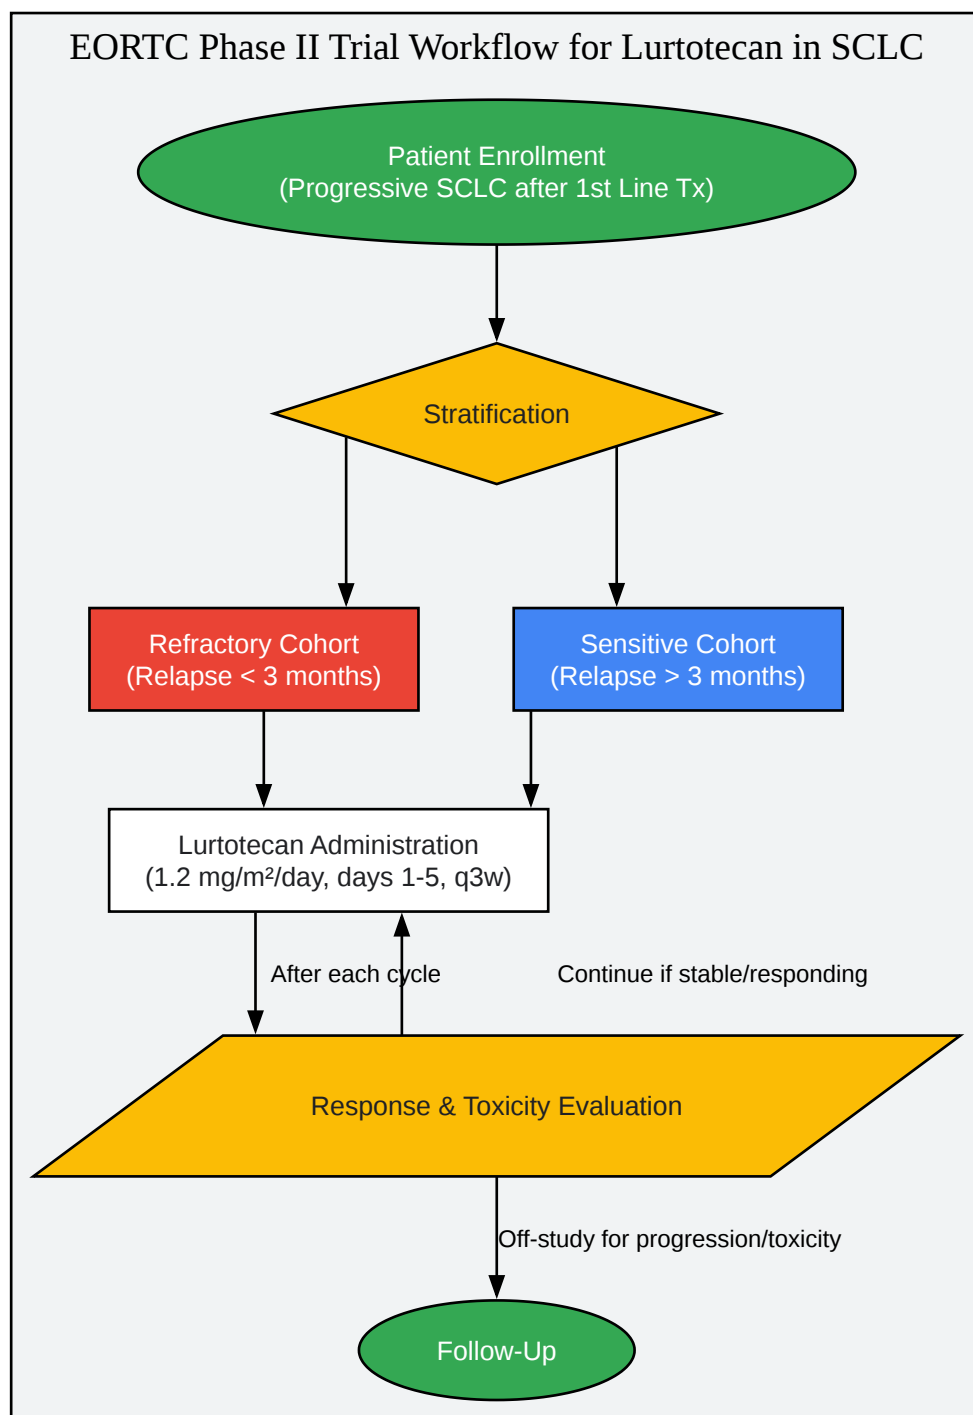 EORTC Phase II Trial Workflow for Lurtotecan in SCLC
Patient Enrollment
(Progressive SCLC after 1st Line Tx)
Stratification
Refractory Cohort
(Relapse < 3 months)
Sensitive Cohort
(Relapse > 3 months)
Lurtotecan Administration
(1.2 mg/m²/day, days 1-5, q3w)
After each cycle
Continue if stable/responding
Response & Toxicity Evaluation
Off-study for progression/toxicity
Follow-Up